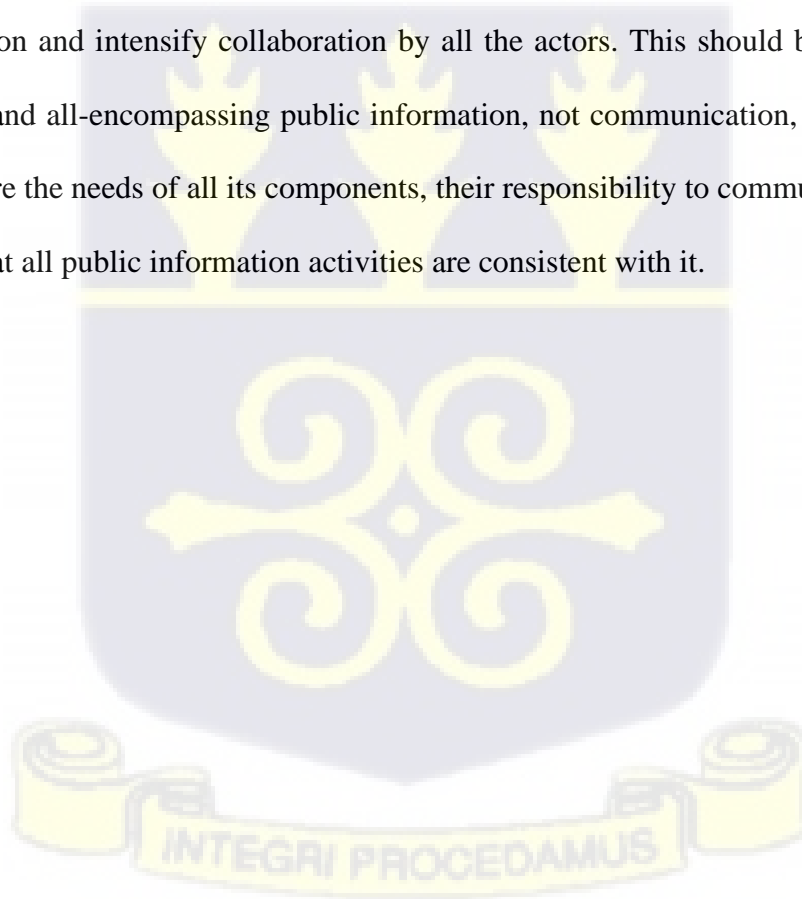 on and intensify collaboration by all the actors. This should b
and all-encompassing public information, not communication,
re the needs of all its components, their responsibility to commu
at all public information activities are consistent with it.
INTEGRI PROCEDAMUS